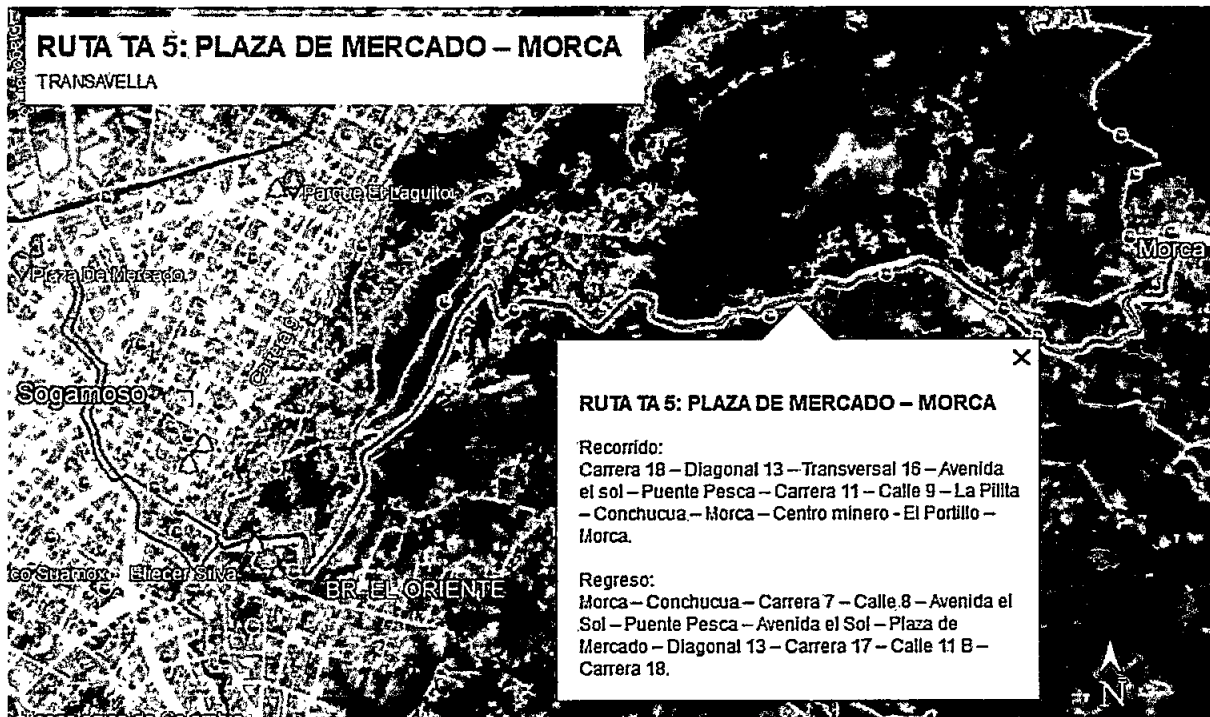 RUTA TA 5: PLAZA DE MERCADO – MORCA
TRANSAVELLA
Parque El Laguito
Plaza De Mercado
Morca
Sogamoso
Eliecer Silva
BR. EL ORIENTE
RUTA TA 5: PLAZA DE MERCADO – MORCA
Recorrido:
Carrera 18 – Diagonal 13 – Transversal 16 – Avenida
el sol – Puente Pesca – Carrera 11 – Calle 9 – La Pilita
– Conchucua – Morca – Centro minero - El Portillo –
Morca.
Regreso:
Morca – Conchucua – Carrera 7 – Calle 8 – Avenida el
Sol – Puente Pesca – Avenida el Sol – Plaza de
Mercado – Diagonal 13 – Carrera 17 – Calle 11 B –
Carrera 18.
N